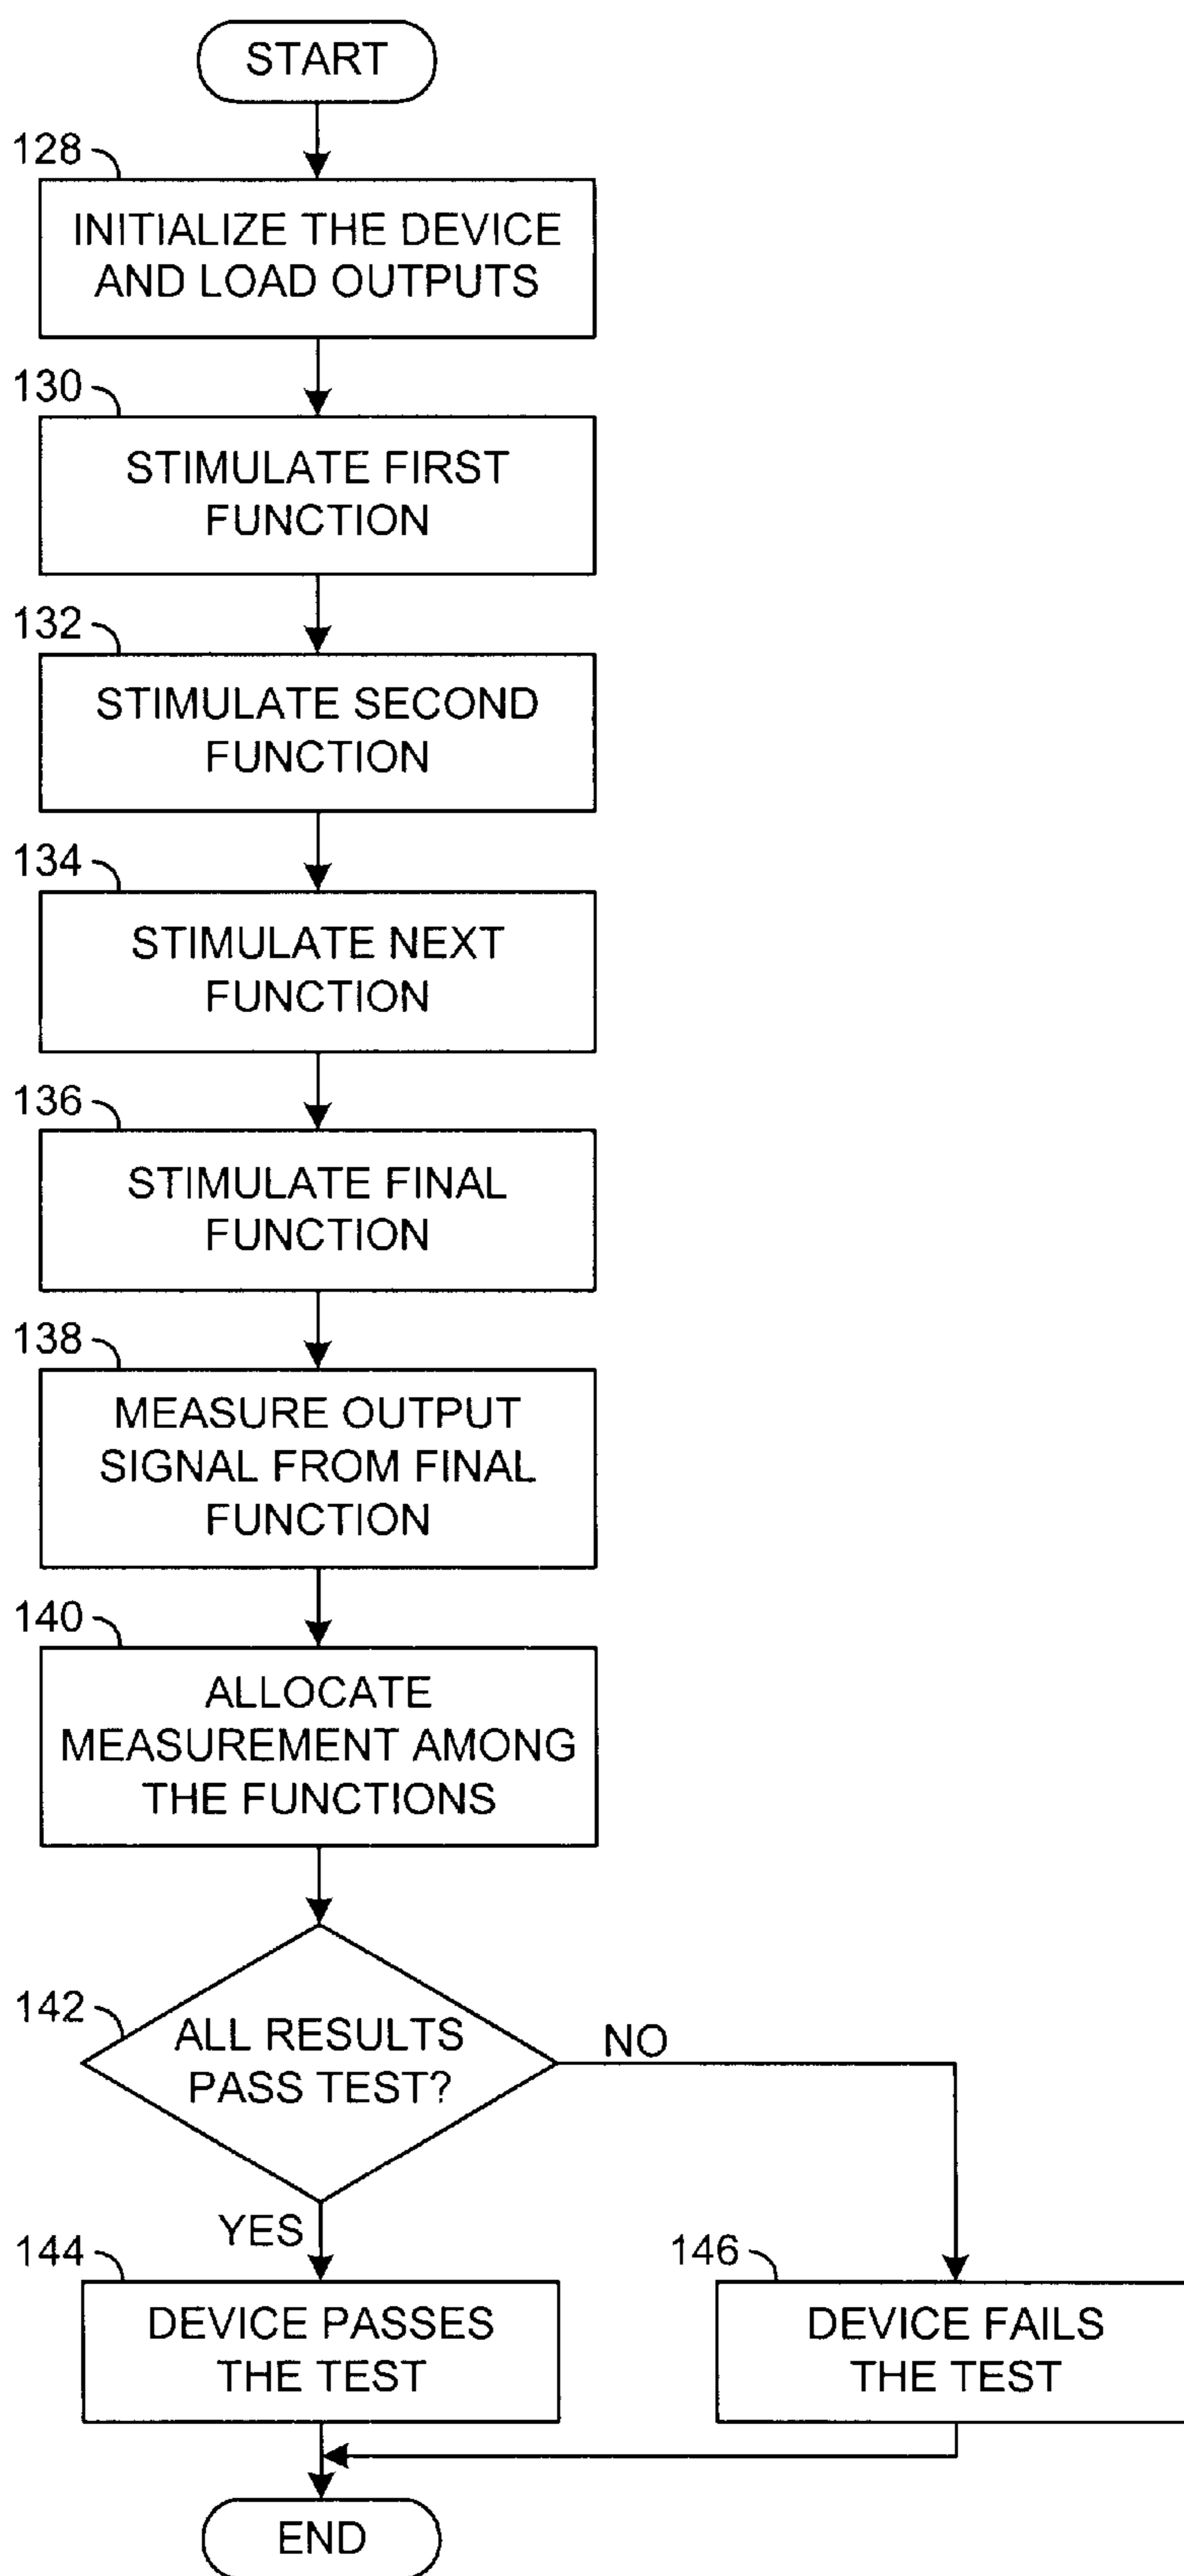 START
128
INITIALIZE THE DEVICE
AND LOAD OUTPUTS
130
STIMULATE FIRST
FUNCTION
132
STIMULATE SECOND
FUNCTION
134
STIMULATE NEXT
FUNCTION
136
STIMULATE FINAL
FUNCTION
138
MEASURE OUTPUT
SIGNAL FROM FINAL
FUNCTION
140
ALLOCATE
MEASUREMENT AMONG
THE FUNCTIONS
142
ALL RESULTS
PASS TEST?
NO
YES
144
DEVICE PASSES
THE TEST
146
DEVICE FAILS
THE TEST
END